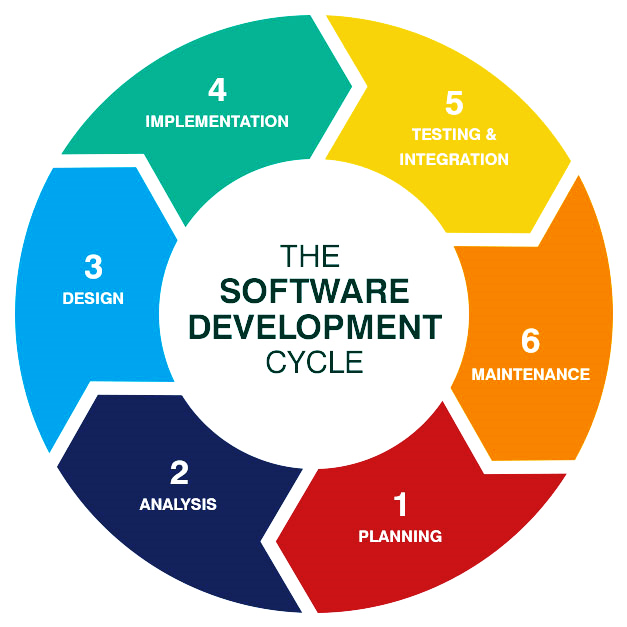 THE
SOFTWARE
DEVELOPMENT
CYCLE
1
PLANNING
2
ANALYSIS
3
DESIGN
4
IMPLEMENTATION
5
TESTING &
INTEGRATION
6
MAINTENANCE